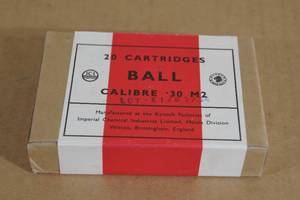 20 CARTRIDGES
BALL
CALIBRE ·30 M2
Manufactured at the Kynoch Factories of
Imperial Chemical Industries Limited, Metals Division
Witton, Birmingham, England